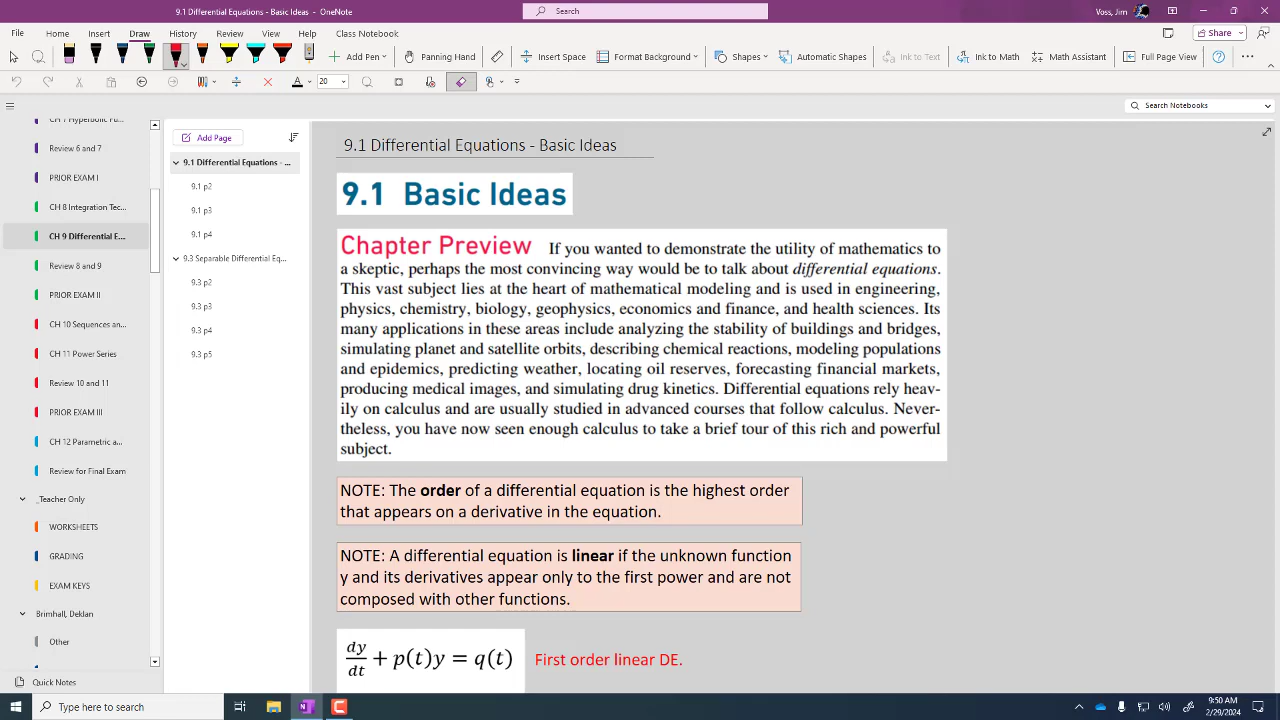 9.1 Differential Equations - Basic Ideas - OneNote
Search
Voss, Jim
File Home Insert Draw History Review View Help Class Notebook
Share
Add Pen Panning Hand Insert Space Format Background Shapes Automatic Shapes Ink to Text Ink to Math Math Assistant Full Page View
20
Search Notebooks
CH 7 Hyperbolic Fu...
Review 6 and 7
PRIOR EXAM I
CH 8 Integration Tec...
CH 9 Differential E...
Review 8 and 9
PRIOR EXAM II
CH 10 Sequences an...
CH 11 Power Series
Review 10 and 11
PRIOR EXAM III
CH 12 Parametric a...
Review for Final Exam
_Teacher Only
WORKSHEETS
GRADING
EXAM KEYS
Brimhall, Deklan
Other
Quick Notes
Add Page
9.1 Differential Equations - ...
9.1 p2
9.1 p3
9.1 p4
9.3 Separable Differential Eq...
9.3 p2
9.3 p3
9.3 p4
9.3 p5
9.1 Differential Equations - Basic Ideas
9.1 Basic Ideas
Chapter Preview If you wanted to demonstrate the utility of mathematics to
a skeptic, perhaps the most convincing way would be to talk about differential equations.
This vast subject lies at the heart of mathematical modeling and is used in engineering,
physics, chemistry, biology, geophysics, economics and finance, and health sciences. Its
many applications in these areas include analyzing the stability of buildings and bridges,
simulating planet and satellite orbits, describing chemical reactions, modeling populations
and epidemics, predicting weather, locating oil reserves, forecasting financial markets,
producing medical images, and simulating drug kinetics. Differential equations rely heav-
ily on calculus and are usually studied in advanced courses that follow calculus. Never-
theless, you have now seen enough calculus to take a brief tour of this rich and powerful
subject.
NOTE: The order of a differential equation is the highest order
that appears on a derivative in the equation.
NOTE: A differential equation is linear if the unknown function
y and its derivatives appear only to the first power and are not
composed with other functions.
dy/dt + p(t)y = q(t) First order linear DE.
Type here to search
9:50 AM
2/29/2024